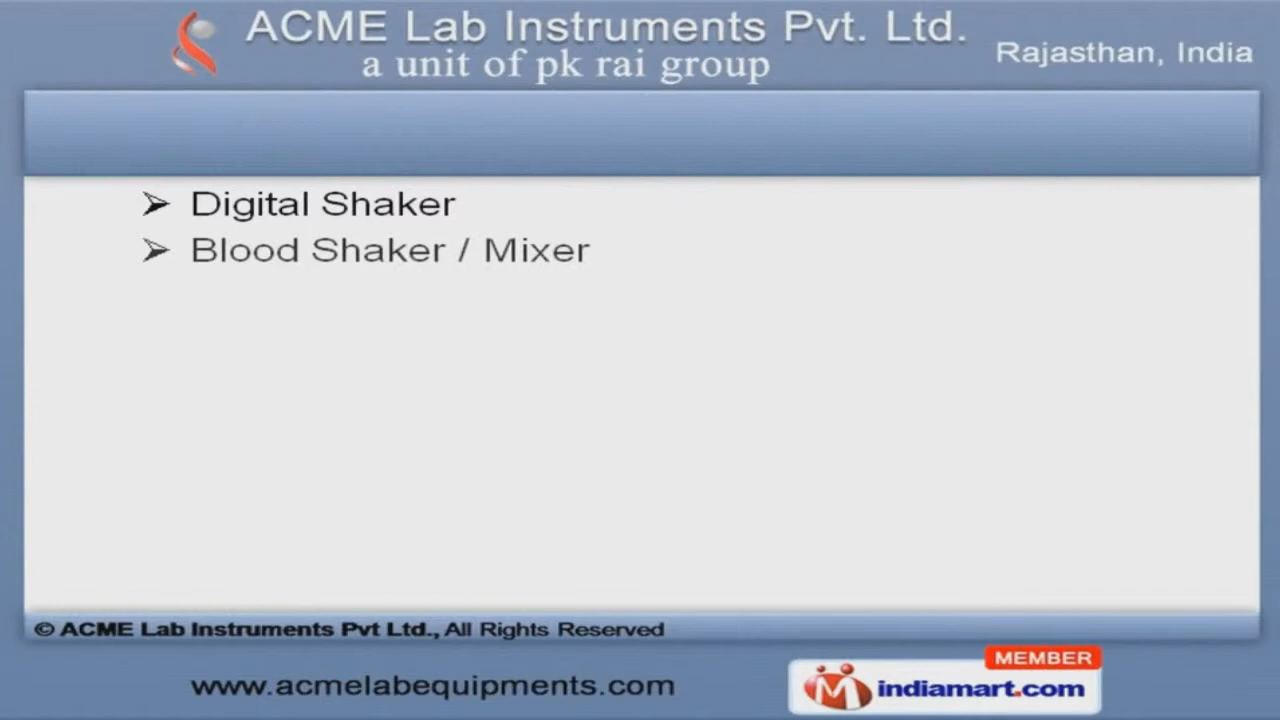 ACME Lab Instruments Pvt. Ltd.
a unit of pk rai group
Rajasthan, India
➢ Digital Shaker
➢ Blood Shaker / Mixer
© ACME Lab Instruments Pvt Ltd., All Rights Reserved
www.acmelabequipments.com
MEMBER
indiamart.com